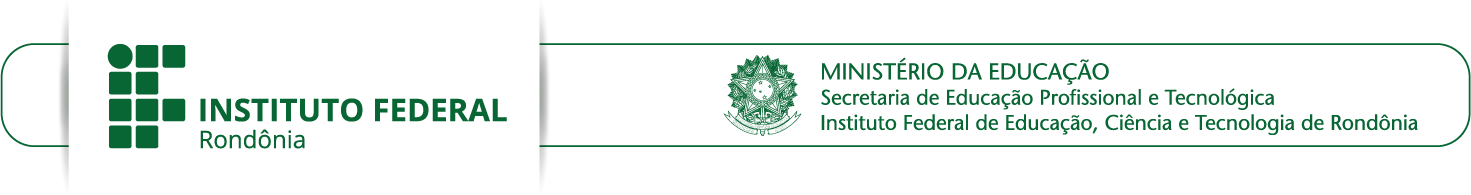 INSTITUTO FEDERAL
Rondônia
MINISTÉRIO DA EDUCAÇÃO
Secretaria de Educação Profissional e Tecnológica
Instituto Federal de Educação, Ciência e Tecnologia de Rondônia